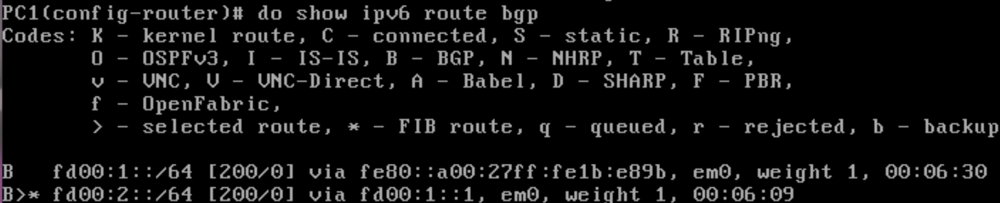 PC1(config-router)# do show ipv6 route bgp
Codes: K - kernel route, C - connected, S - static, R - RIPng,
       O - OSPFv3, I - IS-IS, B - BGP, N - NHRP, T - Table,
       v - VNC, V - VNC-Direct, A - Babel, D - SHARP, F - PBR,
       f - OpenFabric,
       > - selected route, * - FIB route, q - queued, r - rejected, b - backup
B   fd00:1::/64 [200/0] via fe80::a00:27ff:fe1b:e89b, em0, weight 1, 00:06:30
B>* fd00:2::/64 [200/0] via fd00:1::1, em0, weight 1, 00:06:09